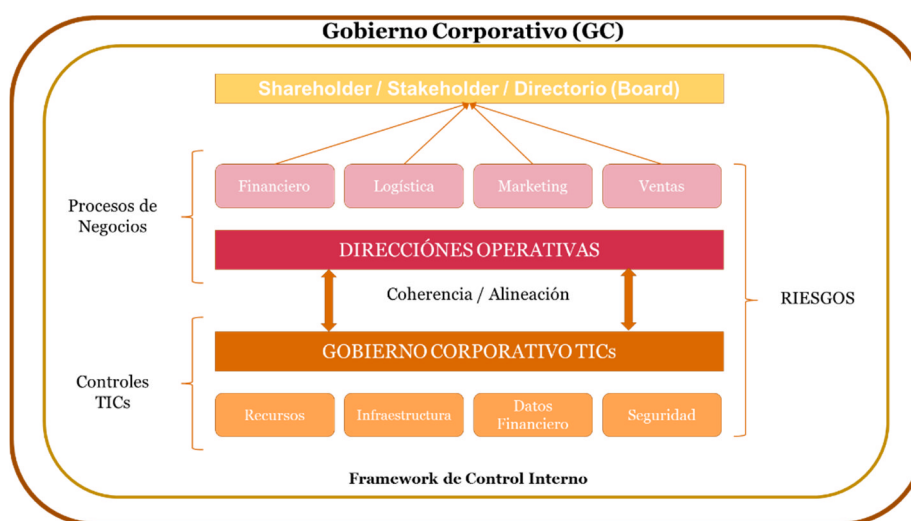 Gobierno Corporativo (GC)
Shareholder / Stakeholder / Directorio (Board)
Financiero
Logística
Marketing
Ventas
Procesos de
Negocios
DIRECCIÓNES OPERATIVAS
Coherencia / Alineación
RIESGOS
GOBIERNO CORPORATIVO TICs
Controles
TICs
Recursos
Infraestructura
Datos
Financiero
Seguridad
Framework de Control Interno